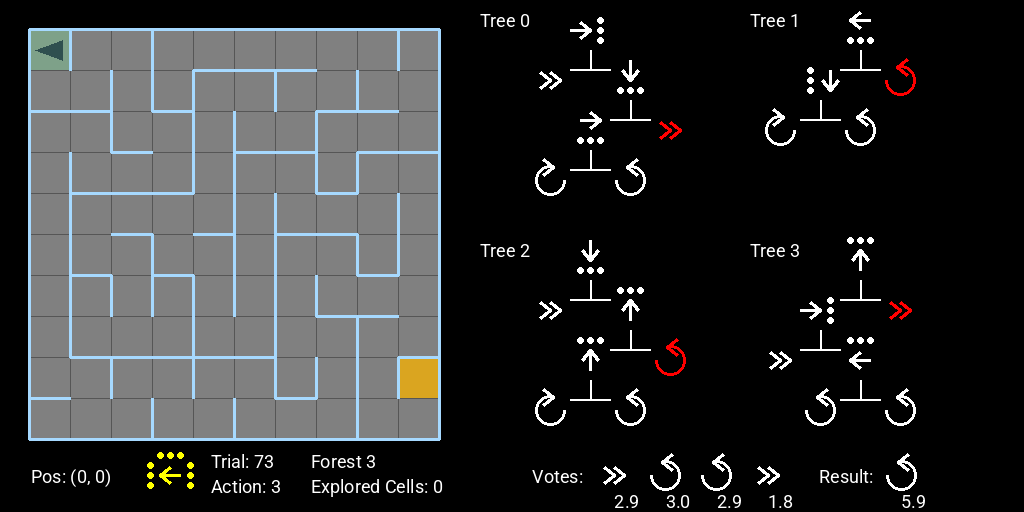 Tree 0
Tree 1
Tree 2
Tree 3
Pos: (0, 0)
Trial: 73
Action: 3
Forest 3
Explored Cells: 0
Votes:
2.9
3.0
2.9
1.8
Result:
5.9